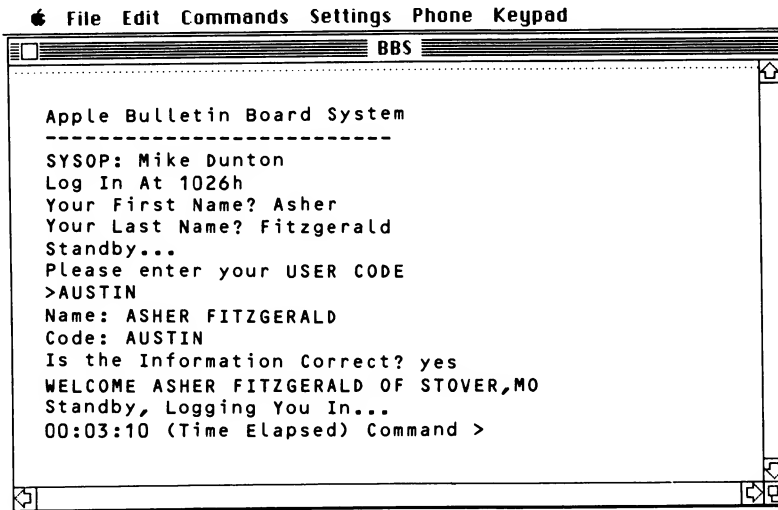 File Edit Commands Settings Phone Keypad
BBS
Apple Bulletin Board System
---------------------------
SYSOP: Mike Dunton
Log In At 1026h
Your First Name? Asher
Your Last Name? Fitzgerald
Standby...
Please enter your USER CODE
>AUSTIN
Name: ASHER FITZGERALD
Code: AUSTIN
Is the Information Correct? yes
WELCOME ASHER FITZGERALD OF STOVER,MO
Standby, Logging You In...
00:03:10 (Time Elapsed) Command >